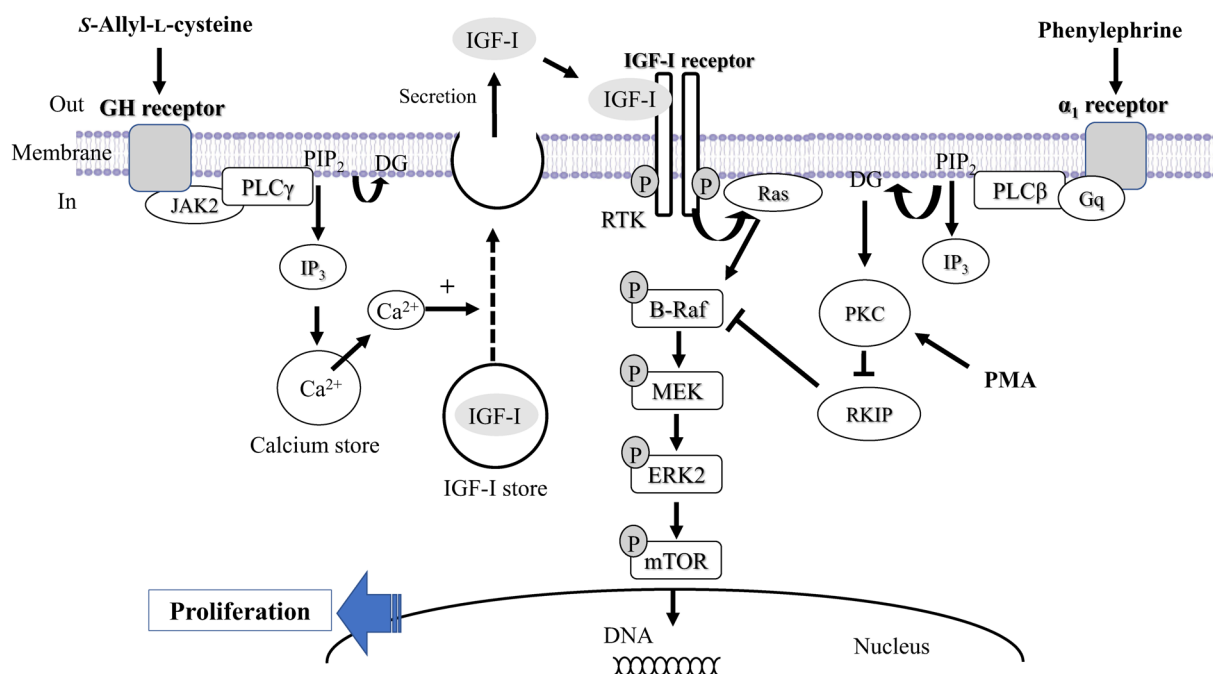 S-Allyl-L-cysteine
IGF-I
Phenylephrine
IGF-I receptor
Out
GH receptor
Secretion
IGF-I
α1 receptor
Membrane
PIP2
DG
PIP2
In
PLCγ
P
P
Ras
DG
PLCβ
JAK2
RTK
Gq
IP3
IP3
P
Ca2+
+
B-Raf
PKC
P
Ca2+
MEK
PMA
IGF-I
RKIP
Calcium store
P
ERK2
IGF-I store
P
mTOR
Proliferation
DNA
Nucleus